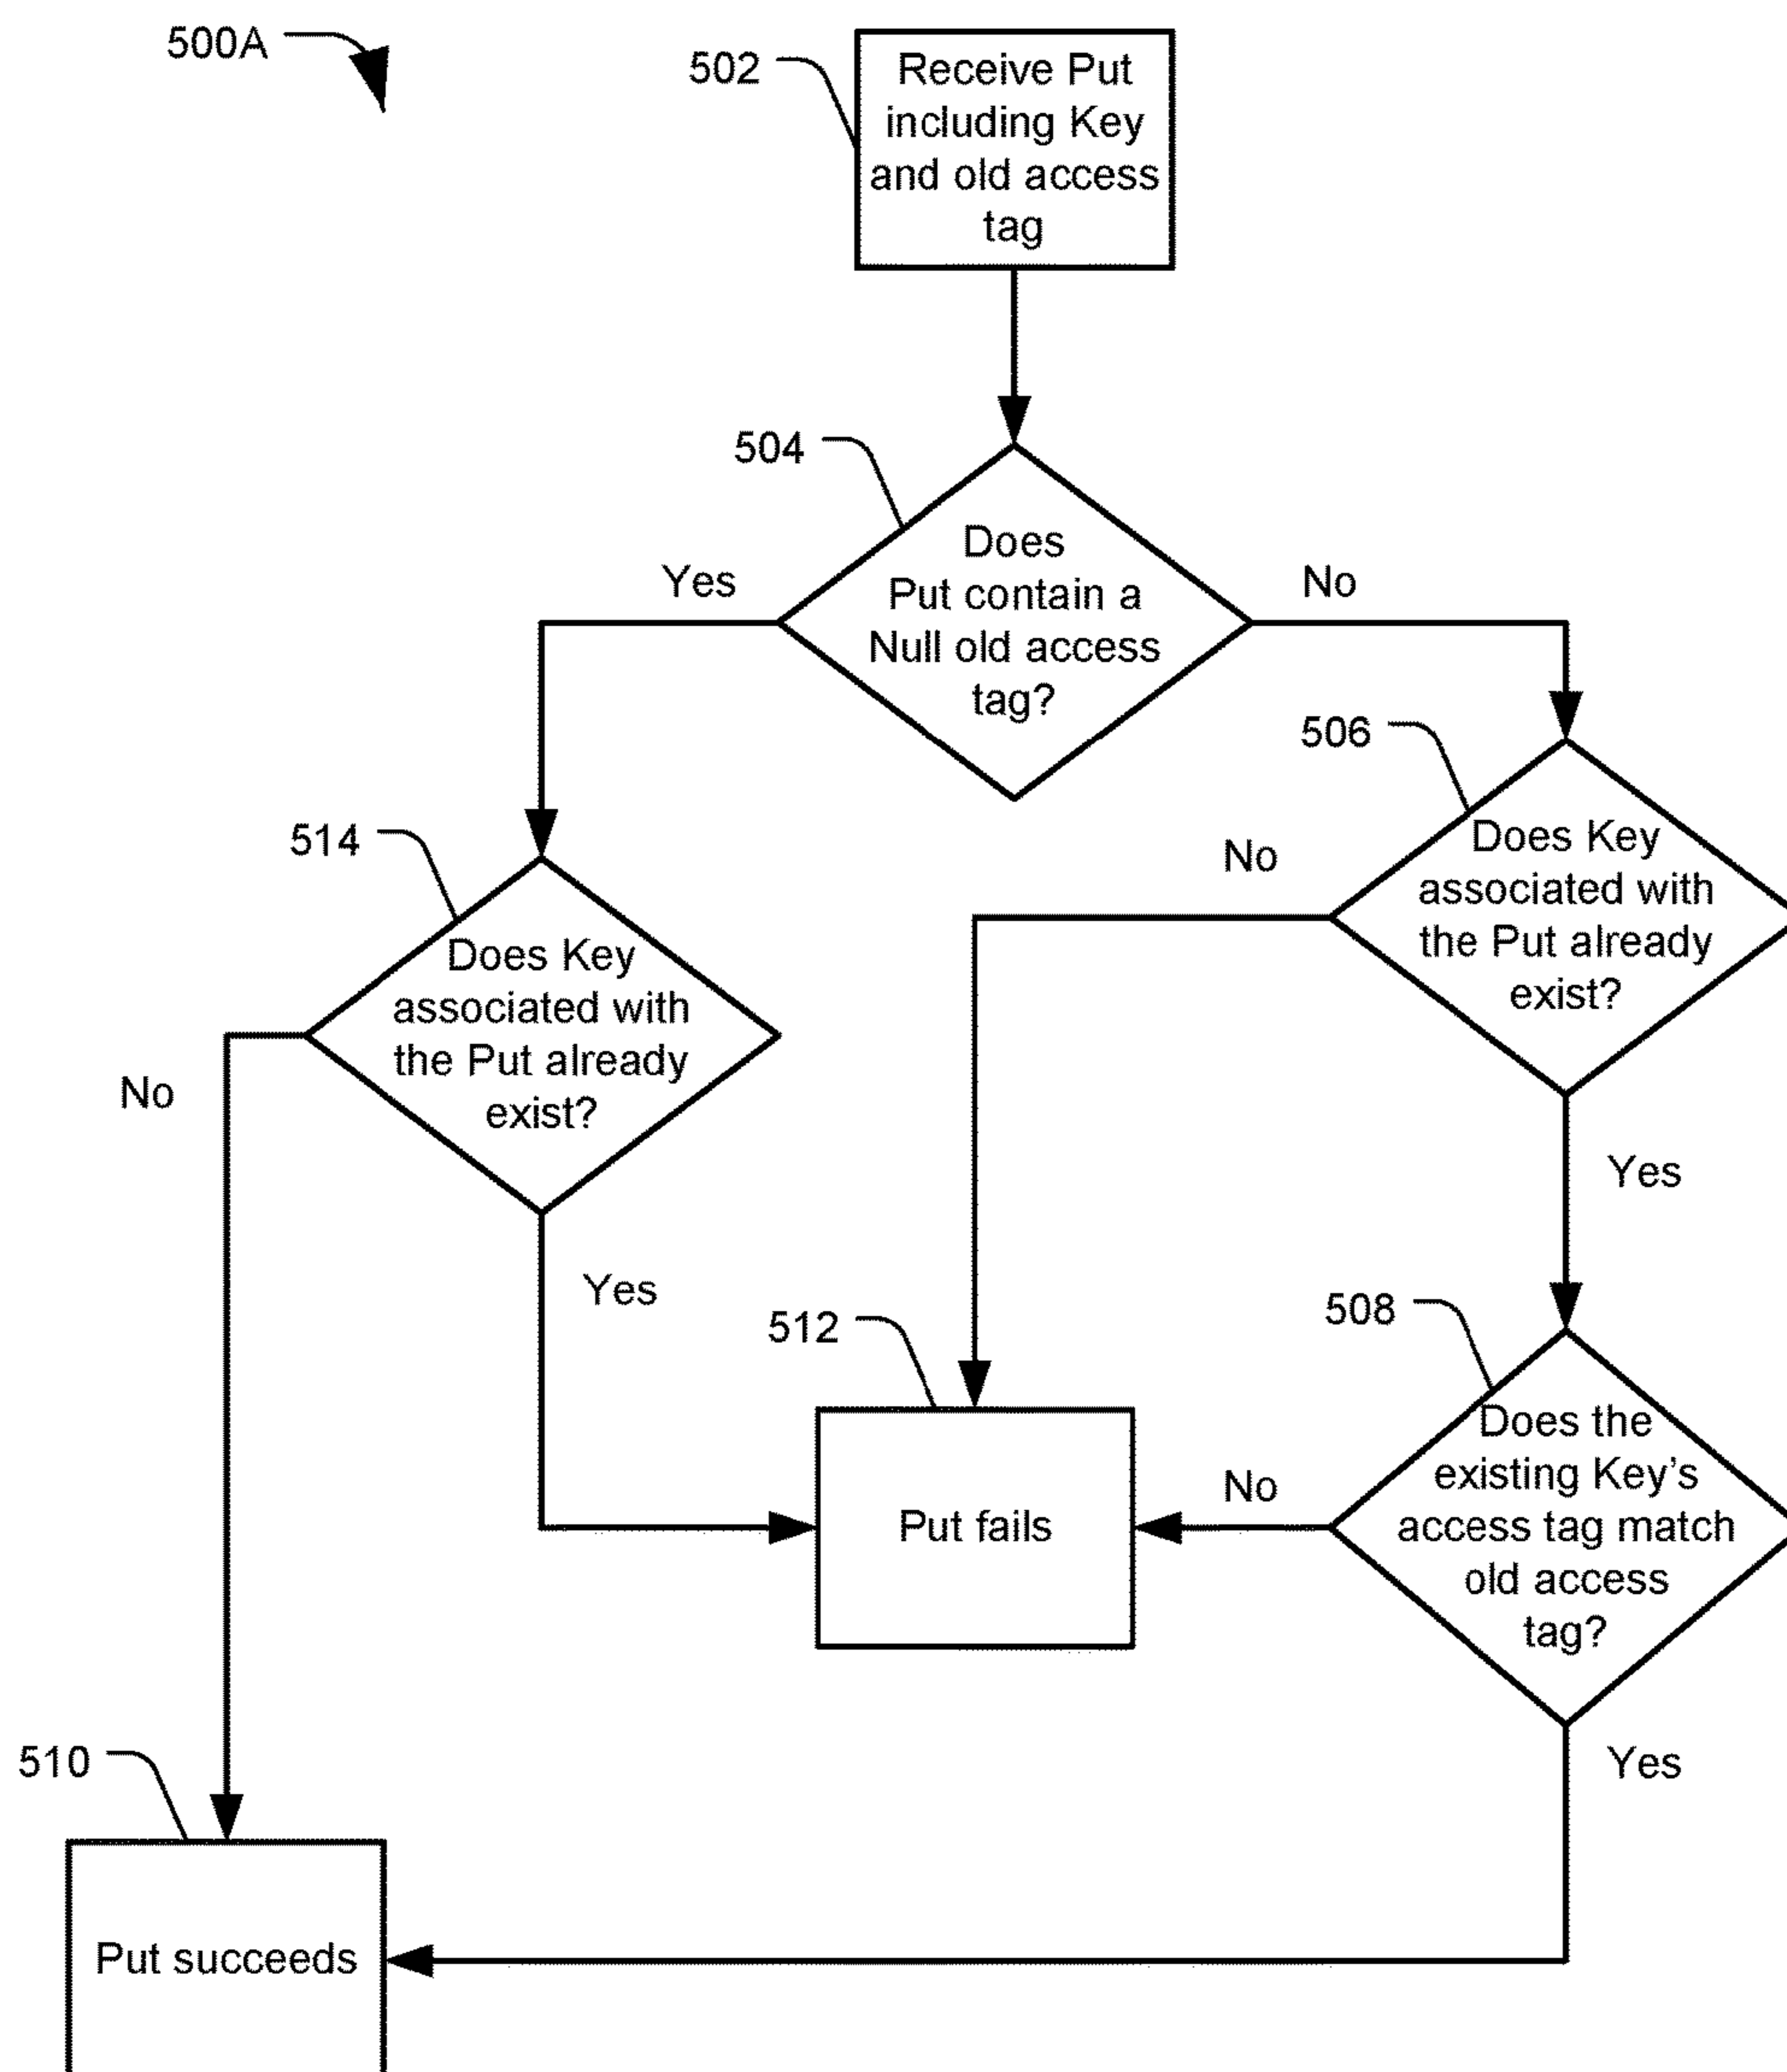 500A
502
Receive Put
including Key
and old access
tag
504
Does
Put contain a
Null old access
tag?
Yes
No
506
Does Key
associated with
the Put already
exist?
No
Yes
514
Does Key
associated with
the Put already
exist?
No
Yes
512
Put fails
508
Does the
existing Key's
access tag match
old access
tag?
No
Yes
510
Put succeeds